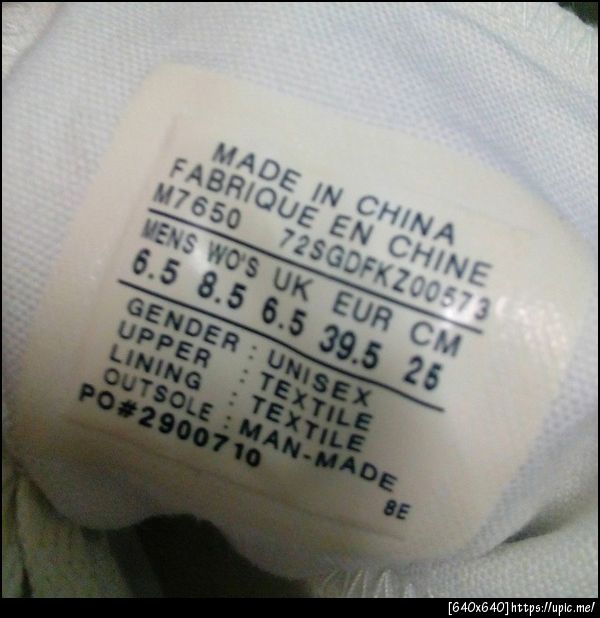 MADE IN CHINA
FABRIQUE EN CHINE
M7650 72SGDFKZ00573
MENS WO'S UK EUR CM
6.5 8.5 6.5 39.5 25
GENDER : UNISEX
UPPER : TEXTILE
LINING : TEXTILE
OUTSOLE : MAN-MADE
PO#2900710
8E
[640x640]https://upic.me/